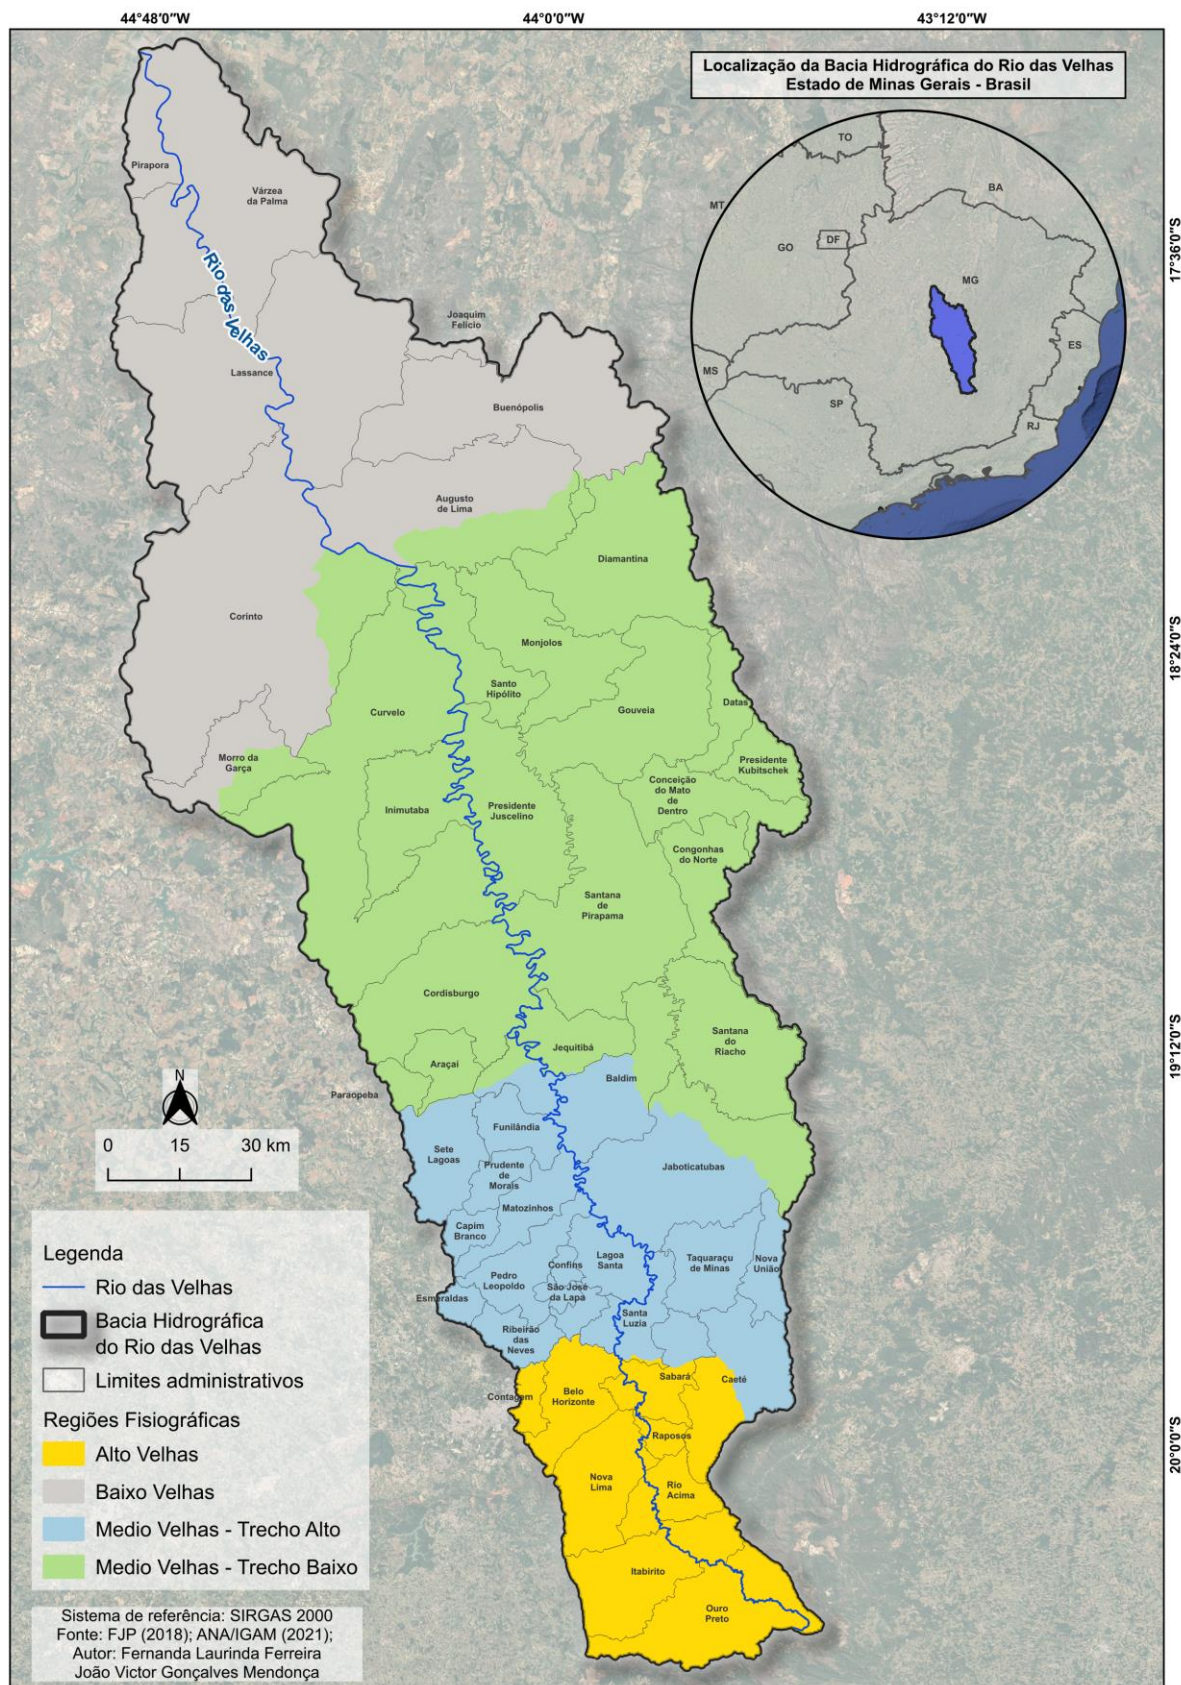 44°48'0"W
44°0'0"W
43°12'0"W
Localização da Bacia Hidrográfica do Rio das Velhas
Estado de Minas Gerais - Brasil
TO
BA
MT
GO
DF
MG
MS
ES
SP
RJ
17°36'0"S
18°24'0"S
19°12'0"S
20°0'0"S
Pirapora
Várzea
da Palma
Rio das Velhas
Joaquim
Felício
Lassance
Buenópolis
Augusto
de Lima
Diamantina
Corinto
Monjolos
Santo
Hipólito
Curvelo
Gouveia
Datas
Morro da
Garça
Presidente
Kubitschek
Conceição
do Mato
de
Dentro
Inimutaba
Presidente
Juscelino
Congonhas
do Norte
Santana
de
Pirapama
Cordisburgo
Santana
do
Riacho
Jequitibá
Araçaí
Baldim
Paraopeba
Funilândia
Sete
Lagoas
Prudente
de
Morais
Jaboticatubas
Matozinhos
Capim
Branco
Lagoa
Santa
Taquaraçu
de Minas
Nova
União
Confins
Pedro
Leopoldo
São José
da Lapa
Esmeraldas
Santa
Luzia
Ribeirão
das
Neves
Sabará
Caeté
Contagem
Belo
Horizonte
Raposos
Nova
Lima
Rio
Acima
Itabirito
Ouro
Preto
N
0 15 30 km
Legenda
Rio das Velhas
Bacia Hidrográfica
do Rio das Velhas
Limites administrativos
Regiões Fisiográficas
Alto Velhas
Baixo Velhas
Medio Velhas - Trecho Alto
Medio Velhas - Trecho Baixo
Sistema de referência: SIRGAS 2000
Fonte: FJP (2018); ANA/IGAM (2021);
Autor: Fernanda Laurinda Ferreira
João Victor Gonçalves Mendonça